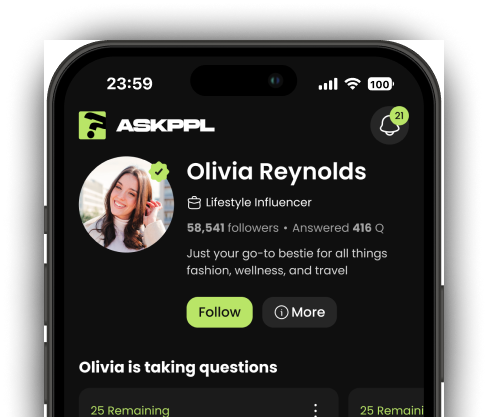 23:59
100
21
ASKPPL
Olivia Reynolds
Lifestyle Influencer
58,541 followers • Answered 416 Q
Just your go-to bestie for all things
fashion, wellness, and travel
Follow
More
Olivia is taking questions
25 Remaining
25 Remaini